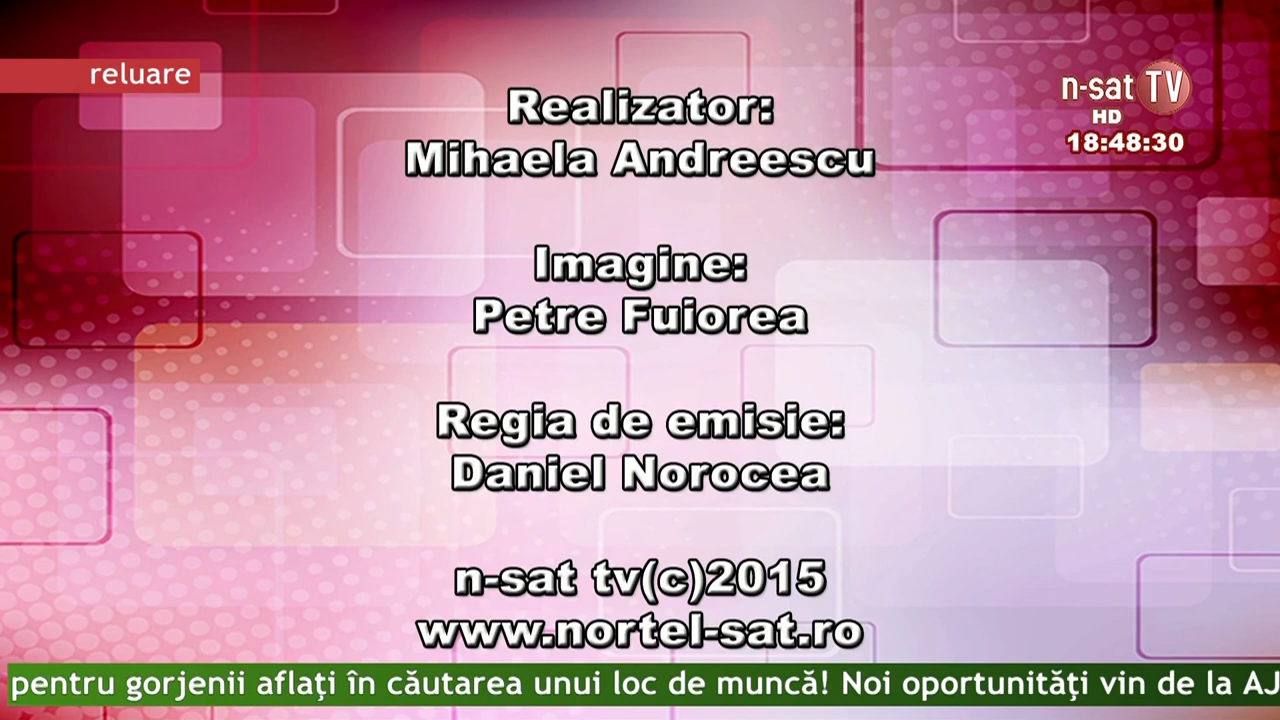 reluare
n-sat TV
HD
18:48:30
Realizator:
Mihaela Andreescu
Imagine:
Petre Fuiorea
Regia de emisie:
Daniel Norocea
n-sat tv(c)2015
www.nortel-sat.ro
pentru gorjenii aflaţi în căutarea unui loc de muncă! Noi oportunităţi vin de la AJ